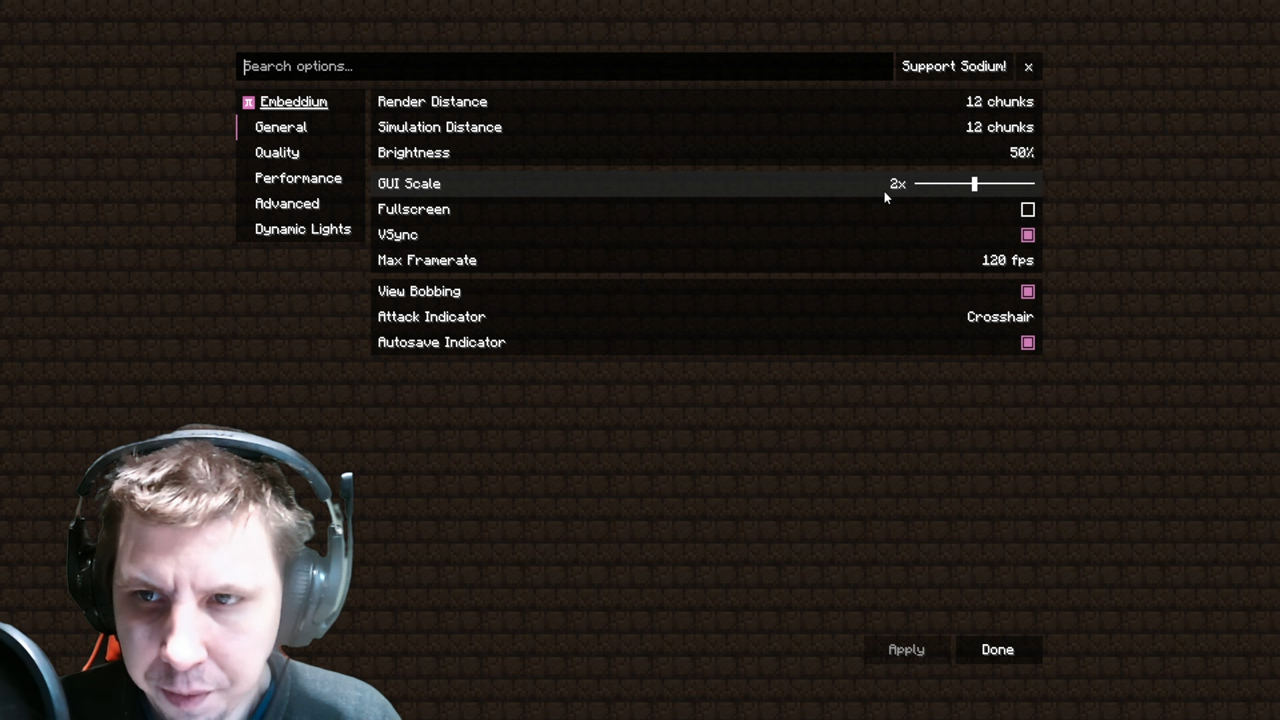 Search options...
Support Sodium!
×
Embeddium
General
Quality
Performance
Advanced
Dynamic Lights
Render Distance 12 chunks
Simulation Distance 12 chunks
Brightness 50%
GUI Scale 2x
Fullscreen
VSync
Max Framerate 120 fps
View Bobbing
Attack Indicator Crosshair
Autosave Indicator
Apply
Done